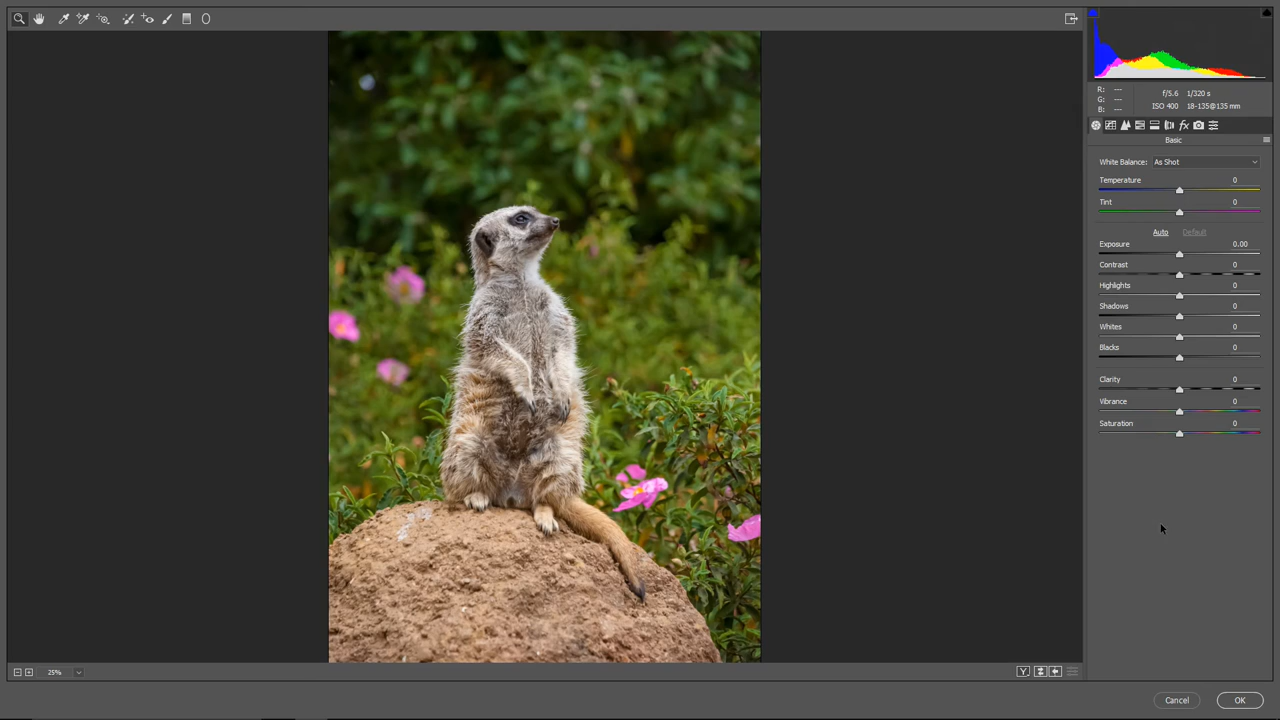 R: ---
G: ---
B: ---
f/5.6 1/320 s
ISO 400 18-135@135 mm
fx
Basic
White Balance: As Shot
Temperature 0
Tint 0
Auto Default
Exposure 0.00
Contrast 0
Highlights 0
Shadows 0
Whites 0
Blacks 0
Clarity 0
Vibrance 0
Saturation 0
25%
Y
Cancel OK